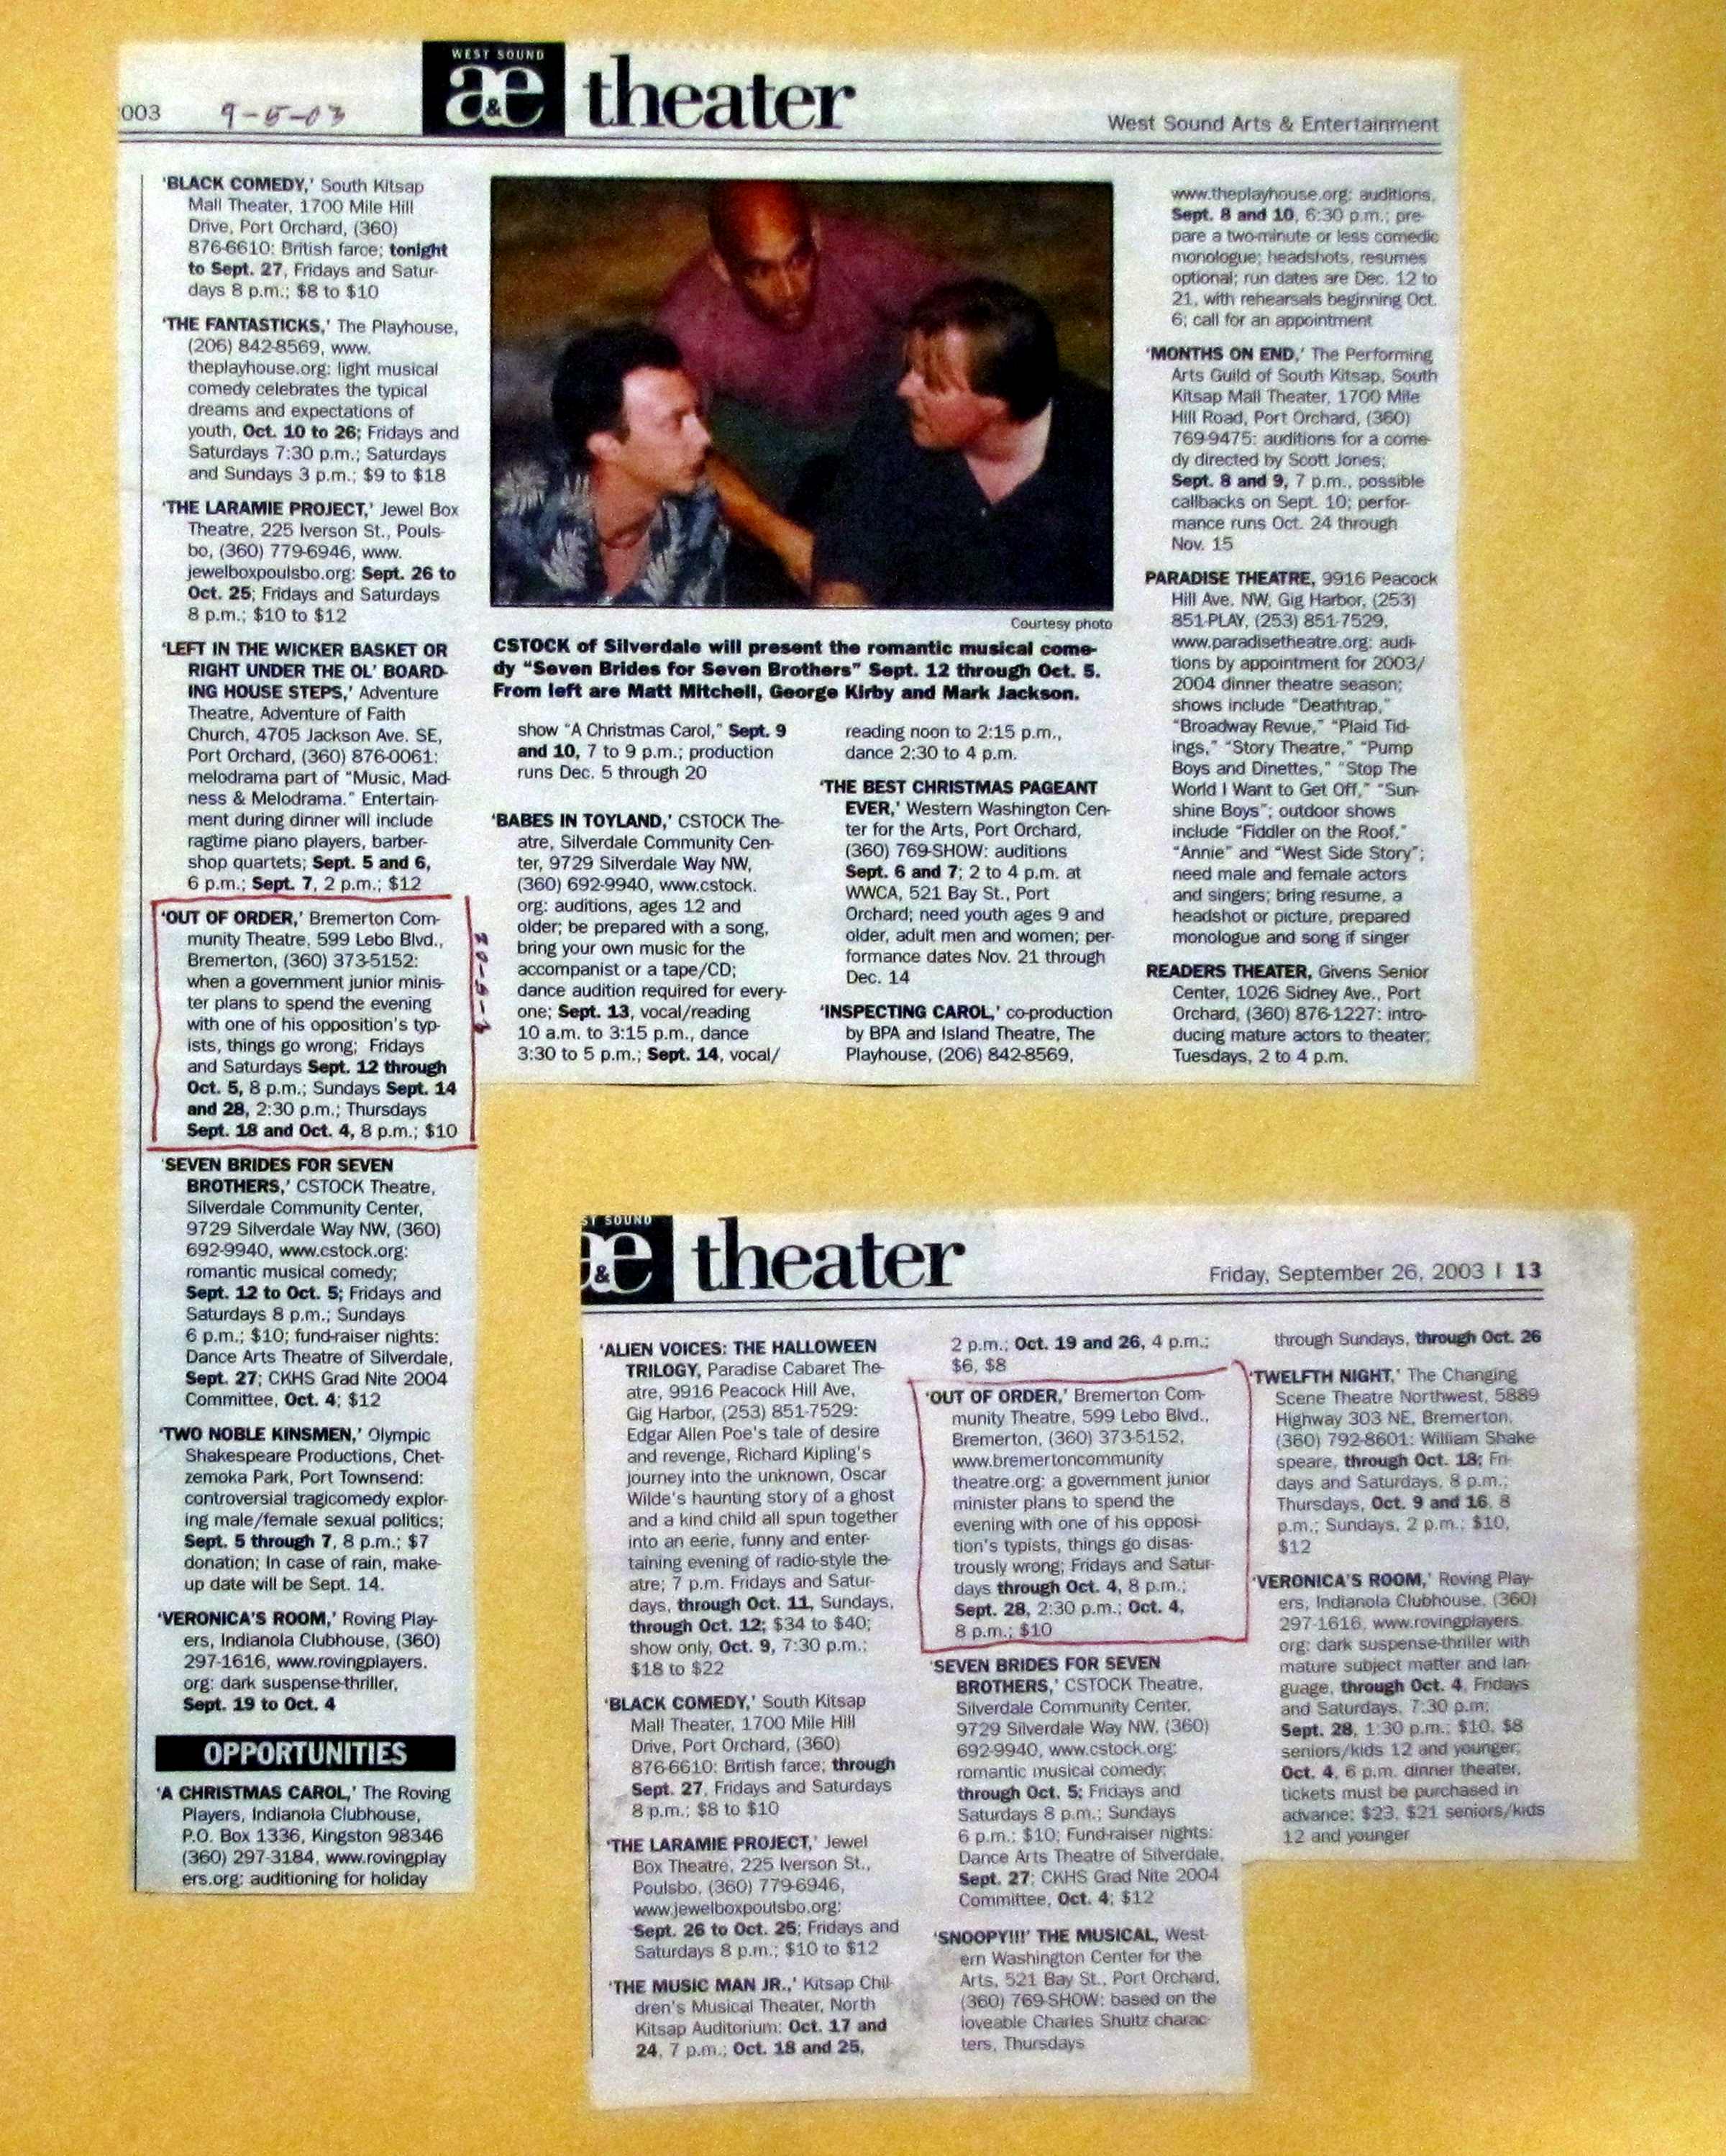 WEST SOUND
a&e theater
003 9-5-03
West Sound Arts & Entertainment
'BLACK COMEDY,' South Kitsap
Mall Theater, 1700 Mile Hill
Drive, Port Orchard, (360)
876-6610: British farce; tonight
to Sept. 27, Fridays and Satur-
days 8 p.m.; $8 to $10
'THE FANTASTICKS,' The Playhouse,
(206) 842-8569, www.
theplayhouse.org: light musical
comedy celebrates the typical
dreams and expectations of
youth, Oct. 10 to 26; Fridays and
Saturdays 7:30 p.m.; Saturdays
and Sundays 3 p.m.; $9 to $18
'THE LARAMIE PROJECT,' Jewel Box
Theatre, 225 Iverson St., Pouls-
bo, (360) 779-6946, www.
jewelboxpoulsbo.org: Sept. 26 to
Oct. 25; Fridays and Saturdays
8 p.m.; $10 to $12
'LEFT IN THE WICKER BASKET OR
RIGHT UNDER THE OL' BOARD-
ING HOUSE STEPS,' Adventure
Theatre, Adventure of Faith
Church, 4705 Jackson Ave. SE,
Port Orchard, (360) 876-0061:
melodrama part of "Music, Mad-
ness & Melodrama." Entertain-
ment during dinner will include
ragtime piano players, barber-
shop quartets; Sept. 5 and 6,
6 p.m.; Sept. 7, 2 p.m.; $12
'OUT OF ORDER,' Bremerton Com-
munity Theatre, 599 Lebo Blvd.,
Bremerton, (360) 373-5152:
when a government junior minis-
ter plans to spend the evening
with one of his opposition's typ-
ists, things go wrong; Fridays
and Saturdays Sept. 12 through
Oct. 5, 8 p.m.; Sundays Sept. 14
and 28, 2:30 p.m.; Thursdays
Sept. 18 and Oct. 4, 8 p.m.; $10
'SEVEN BRIDES FOR SEVEN
BROTHERS,' CSTOCK Theatre,
Silverdale Community Center,
9729 Silverdale Way NW, (360)
692-9940, www.cstock.org:
romantic musical comedy;
Sept. 12 to Oct. 5; Fridays and
Saturdays 8 p.m.; Sundays
6 p.m.; $10; fund-raiser nights:
Dance Arts Theatre of Silverdale,
Sept. 27; CKHS Grad Nite 2004
Committee, Oct. 4; $12
'TWO NOBLE KINSMEN,' Olympic
Shakespeare Productions, Chet-
zemoka Park, Port Townsend:
controversial tragicomedy explor-
ing male/female sexual politics;
Sept. 5 through 7, 8 p.m.; $7
donation; In case of rain, make-
up date will be Sept. 14.
'VERONICA'S ROOM,' Roving Play-
ers, Indianola Clubhouse, (360)
297-1616, www.rovingplayers.
org: dark suspense-thriller,
Sept. 19 to Oct. 4
OPPORTUNITIES
'A CHRISTMAS CAROL,' The Roving
Players, Indianola Clubhouse,
P.O. Box 1336, Kingston 98346
(360) 297-3184, www.rovingplay
ers.org: auditioning for holiday
Courtesy photo
CSTOCK of Silverdale will present the romantic musical come-
dy "Seven Brides for Seven Brothers" Sept. 12 through Oct. 5.
From left are Matt Mitchell, George Kirby and Mark Jackson.
show "A Christmas Carol," Sept. 9
and 10, 7 to 9 p.m.; production
runs Dec. 5 through 20
'BABES IN TOYLAND,' CSTOCK The-
atre, Silverdale Community Cen-
ter, 9729 Silverdale Way NW,
(360) 692-9940, www.cstock.
org: auditions, ages 12 and
older; be prepared with a song,
bring your own music for the
accompanist or a tape/CD;
dance audition required for every-
one; Sept. 13, vocal/reading
10 a.m. to 3:15 p.m., dance
3:30 to 5 p.m.; Sept. 14, vocal/
reading noon to 2:15 p.m.,
dance 2:30 to 4 p.m.
'THE BEST CHRISTMAS PAGEANT
EVER,' Western Washington Cen-
ter for the Arts, Port Orchard,
(360) 769-SHOW: auditions
Sept. 6 and 7; 2 to 4 p.m. at
WWCA, 521 Bay St., Port
Orchard; need youth ages 9 and
older, adult men and women; per-
formance dates Nov. 21 through
Dec. 14
'INSPECTING CAROL,' co-production
by BPA and Island Theatre, The
Playhouse, (206) 842-8569,
www.theplayhouse.org: auditions,
Sept. 8 and 10, 6:30 p.m.; pre-
pare a two-minute or less comedic
monologue; headshots, resumes
optional; run dates are Dec. 12 to
21, with rehearsals beginning Oct.
6; call for an appointment
'MONTHS ON END,' The Performing
Arts Guild of South Kitsap, South
Kitsap Mall Theater, 1700 Mile
Hill Road, Port Orchard, (360)
769-9475: auditions for a come-
dy directed by Scott Jones;
Sept. 8 and 9, 7 p.m., possible
callbacks on Sept. 10; perfor-
mance runs Oct. 24 through
Nov. 15
PARADISE THEATRE, 9916 Peacock
Hill Ave. NW, Gig Harbor, (253)
851-PLAY, (253) 851-7529,
www.paradisetheatre.org: audi-
tions by appointment for 2003/
2004 dinner theatre season;
shows include "Deathtrap,"
"Broadway Revue," "Plaid Tid-
ings," "Story Theatre," "Pump
Boys and Dinettes," "Stop The
World I Want to Get Off," "Sun-
shine Boys"; outdoor shows
include "Fiddler on the Roof,"
"Annie" and "West Side Story";
need male and female actors
and singers; bring resume, a
headshot or picture, prepared
monologue and song if singer
READERS THEATER, Givens Senior
Center, 1026 Sidney Ave., Port
Orchard, (360) 876-1227: intro-
ducing mature actors to theater;
Tuesdays, 2 to 4 p.m.
ST SOUND
&e theater
Friday, September 26, 2003 | 13
'ALIEN VOICES: THE HALLOWEEN
TRILOGY, Paradise Cabaret The-
atre, 9916 Peacock Hill Ave,
Gig Harbor, (253) 851-7529:
Edgar Allen Poe's tale of desire
and revenge, Richard Kipling's
journey into the unknown, Oscar
Wilde's haunting story of a ghost
and a kind child all spun together
into an eerie, funny and enter-
taining evening of radio-style the-
atre; 7 p.m. Fridays and Satur-
days, through Oct. 11, Sundays,
through Oct. 12; $34 to $40;
show only, Oct. 9, 7:30 p.m.;
$18 to $22
'BLACK COMEDY,' South Kitsap
Mall Theater, 1700 Mile Hill
Drive, Port Orchard, (360)
876-6610: British farce; through
Sept. 27, Fridays and Saturdays
8 p.m.; $8 to $10
'THE LARAMIE PROJECT,' Jewel
Box Theatre, 225 Iverson St.,
Poulsbo, (360) 779-6946,
www.jewelboxpoulsbo.org:
Sept. 26 to Oct. 25; Fridays and
Saturdays 8 p.m.; $10 to $12
'THE MUSIC MAN JR.,' Kitsap Chil-
dren's Musical Theater, North
Kitsap Auditorium: Oct. 17 and
24, 7 p.m.; Oct. 18 and 25,
2 p.m.; Oct. 19 and 26, 4 p.m.;
$6, $8
'OUT OF ORDER,' Bremerton Com-
munity Theatre, 599 Lebo Blvd.,
Bremerton, (360) 373-5152,
www.bremertoncommunity
theatre.org: a government junior
minister plans to spend the
evening with one of his opposi-
tion's typists, things go disas-
trously wrong; Fridays and Satur-
days through Oct. 4, 8 p.m.;
Sept. 28, 2:30 p.m.; Oct. 4,
8 p.m.; $10
'SEVEN BRIDES FOR SEVEN
BROTHERS,' CSTOCK Theatre,
Silverdale Community Center,
9729 Silverdale Way NW, (360)
692-9940, www.cstock.org:
romantic musical comedy;
through Oct. 5; Fridays and
Saturdays 8 p.m.; Sundays
6 p.m.; $10; Fund-raiser nights:
Dance Arts Theatre of Silverdale,
Sept. 27; CKHS Grad Nite 2004
Committee, Oct. 4; $12
'SNOOPY!!!' THE MUSICAL, West-
ern Washington Center for the
Arts, 521 Bay St., Port Orchard,
(360) 769-SHOW: based on the
loveable Charles Shultz charac-
ters, Thursdays
through Sundays, through Oct. 26
'TWELFTH NIGHT,' The Changing
Scene Theatre Northwest, 5889
Highway 303 NE, Bremerton,
(360) 792-8601: William Shake-
speare, through Oct. 18; Fri-
days and Saturdays, 8 p.m.;
Thursdays, Oct. 9 and 16, 8
p.m.; Sundays, 2 p.m.; $10,
$12
'VERONICA'S ROOM,' Roving Play-
ers, Indianola Clubhouse, (360)
297-1616, www.rovingplayers.
org: dark suspense-thriller with
mature subject matter and lan-
guage, through Oct. 4, Fridays
and Saturdays, 7:30 p.m;
Sept. 28, 1:30 p.m.; $10, $8
seniors/kids 12 and younger;
Oct. 4, 6 p.m. dinner theater,
tickets must be purchased in
advance; $23, $21 seniors/kids
12 and younger